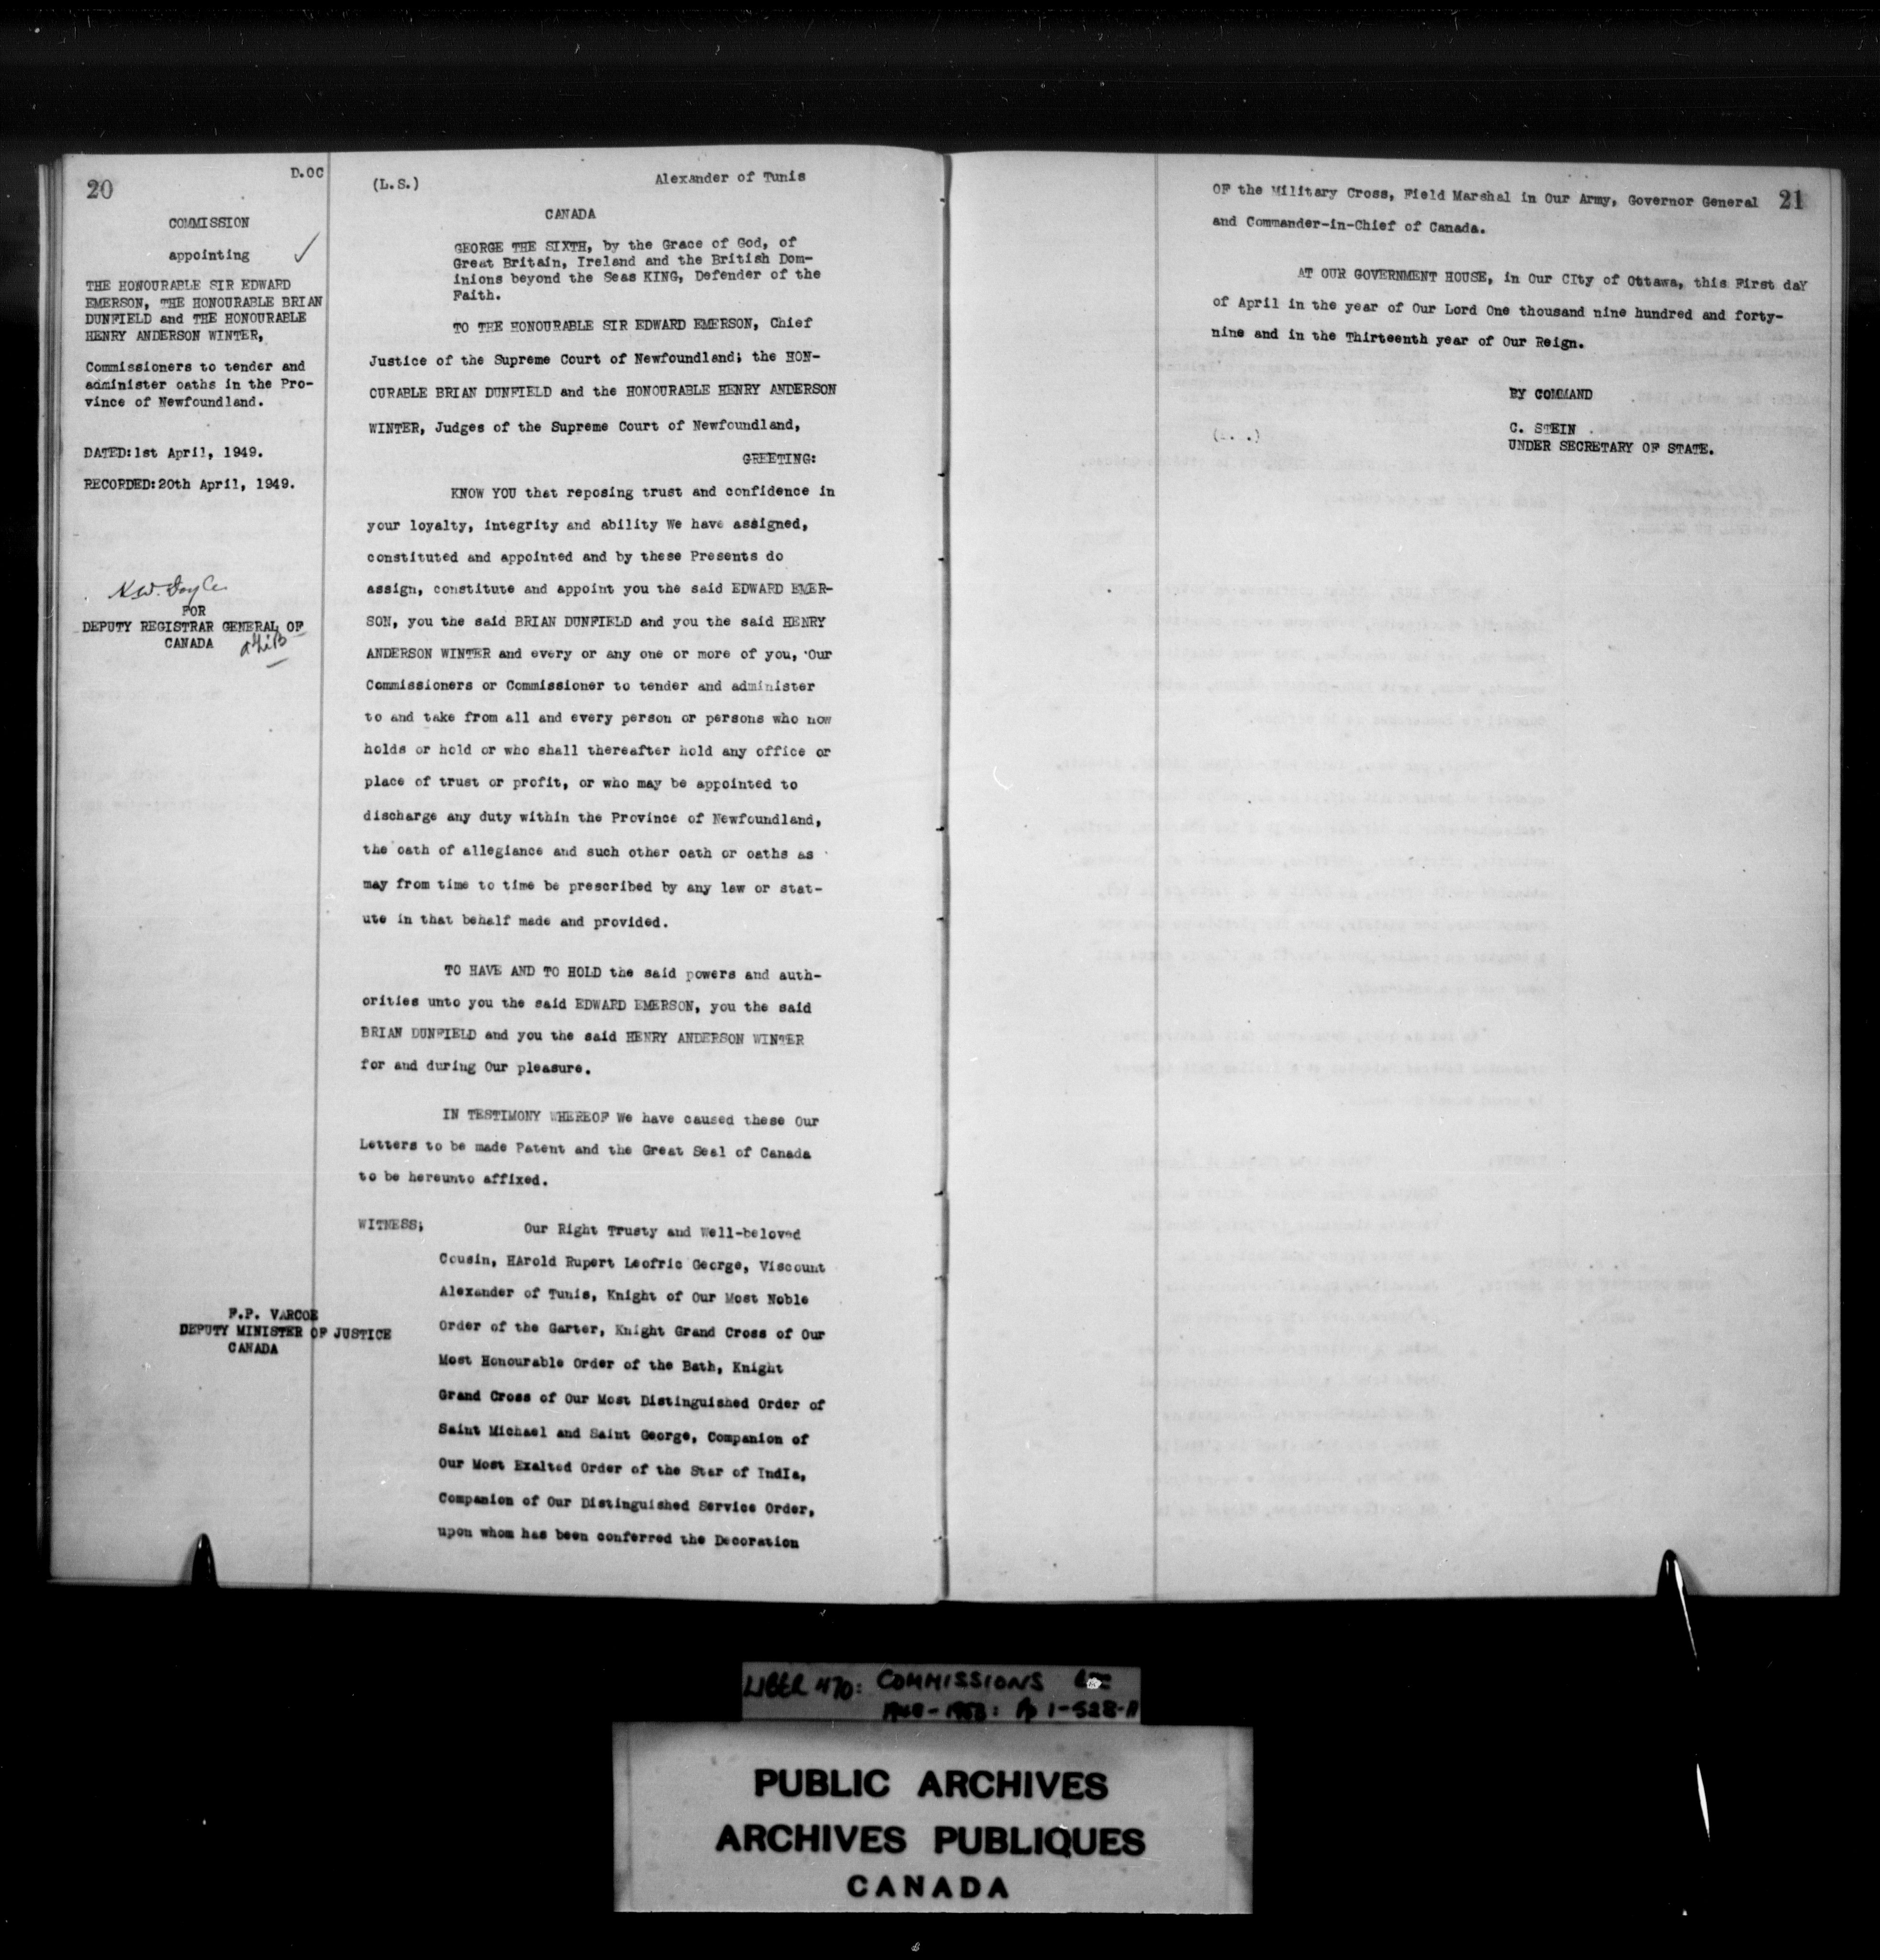 20
D.OC
COMMISSION
appointing
THE HONOURABLE SIR EDWARD
EMERSON, THE HONOURABLE BRIAN
DUNFIELD and THE HONOURABLE
HENRY ANDERSON WINTER,
Commissioners to tender and
administer oaths in the Pro-
vince of Newfoundland.
DATED:1st April, 1949.
RECORDED:20th April, 1949.
FOR
DEPUTY REGISTRAR GENERAL OF
CANADA
F.P. VARCOE
DEPUTY MINISTER OF JUSTICE
CANADA
(L.S.)
Alexander of Tunis
CANADA
GEORGE THE SIXTH, by the Grace of God, of
Great Britain, Ireland and the British Dom-
inions beyond the Seas KING, Defender of the
Faith.
TO THE HONOURABLE SIR EDWARD EMERSON, Chief
Justice of the Supreme Court of Newfoundland; the HON-
OURABLE BRIAN DUNFIELD and the HONOURABLE HENRY ANDERSON
WINTER, Judges of the Supreme Court of Newfoundland,
GREETING:
KNOW YOU that reposing trust and confidence in
your loyalty, integrity and ability We have assigned,
constituted and appointed and by these Presents do
assign, constitute and appoint you the said EDWARD EMER-
SON, you the said BRIAN DUNFIELD and you the said HENRY
ANDERSON WINTER and every or any one or more of you, Our
Commissioners or Commissioner to tender and administer
to and take from all and every person or persons who now
holds or hold or who shall thereafter hold any office or
place of trust or profit, or who may be appointed to
discharge any duty within the Province of Newfoundland,
the oath of allegiance and such other oath or oaths as
may from time to time be prescribed by any law or stat-
ute in that behalf made and provided.
TO HAVE AND TO HOLD the said powers and auth-
orities unto you the said EDWARD EMERSON, you the said
BRIAN DUNFIELD and you the said HENRY ANDERSON WINTER
for and during Our pleasure.
IN TESTIMONY WHEREOF We have caused these Our
Letters to be made Patent and the Great Seal of Canada
to be hereunto affixed.
WITNESS; Our Right Trusty and Well-beloved
Cousin, HArold Rupert Leofric George, Viscount
Alexander of Tunis, Knight of Our Most Noble
Order of the Garter, Knight Grand Cross of Our
Most Honourable Order of the Bath, Knight
Grand Cross of Our Most Distinguished Order of
Saint Michael and Saint George, Companion of
Our Most Exalted Order of the Star of IndIa,
Companion of Our Distinguished Service Order,
upon whom has been conferred the Decoration
21
OF the Military Cross, Field Marshal in Our Army, Governor General
and Commander-in-Chief of Canada.
AT OUR GOVERNMENT HOUSE, in Our CIty of Ottawa, this First daY
of April in the year of Our Lord One thousand nine hundred and forty-
nine and in the Thirteenth year of Our Reign.
BY COMMAND
C. STEIN
UNDER SECRETARY OF STATE.
LIBER 470: COMMISSIONS
1-528-A
PUBLIC ARCHIVES
ARCHIVES PUBLIQUES
CANADA